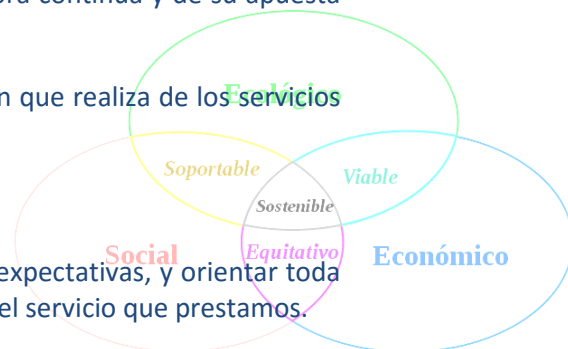 ora continua y de su apuesta
Ecológico
n que realiza de los servicios
Soportable
Viable
Sostenible
Social
Equitativo
Económico
expectativas, y orientar toda
el servicio que prestamos.